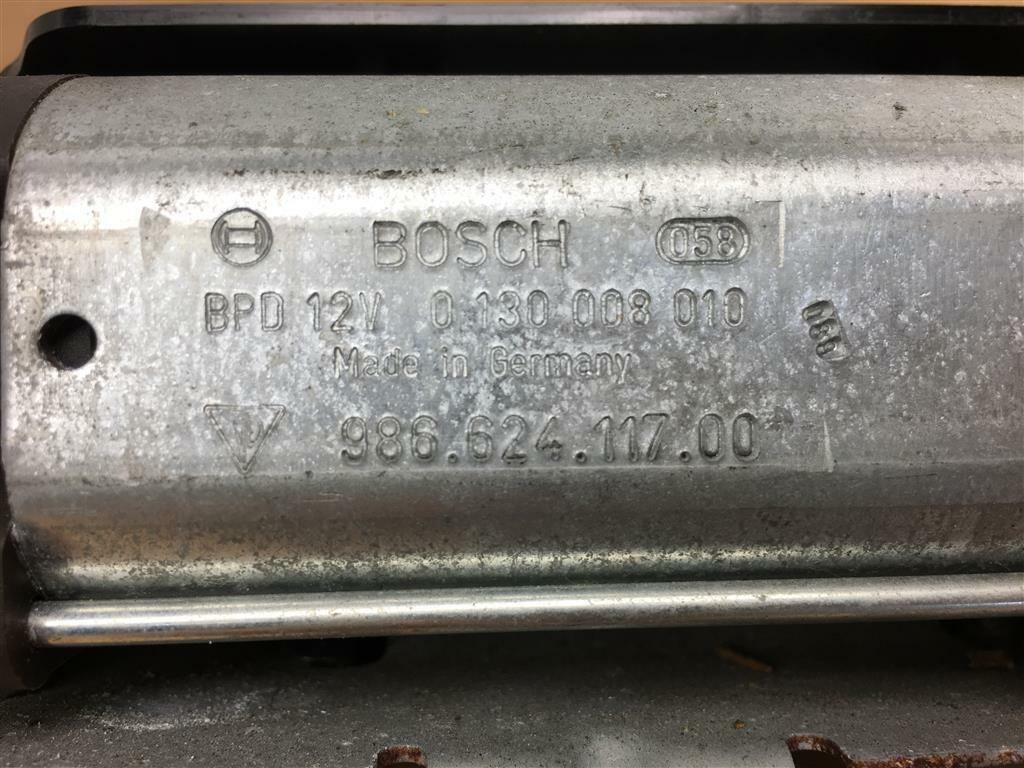 BOSCH 058
BPD 12V 0 130 008 010
Made in Germany
986.624.117.00